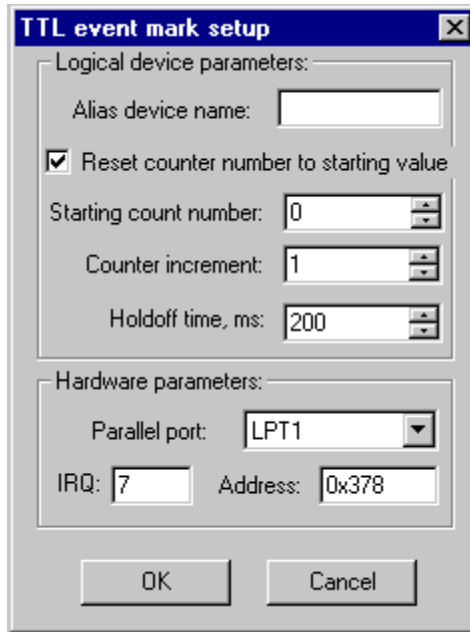 TTL event mark setup
Logical device parameters:
Alias device name:
Reset counter number to starting value
Starting count number: 0
Counter increment: 1
Holdoff time, ms: 200
Hardware parameters:
Parallel port: LPT1
IRQ: 7 Address: 0x378
OK Cancel